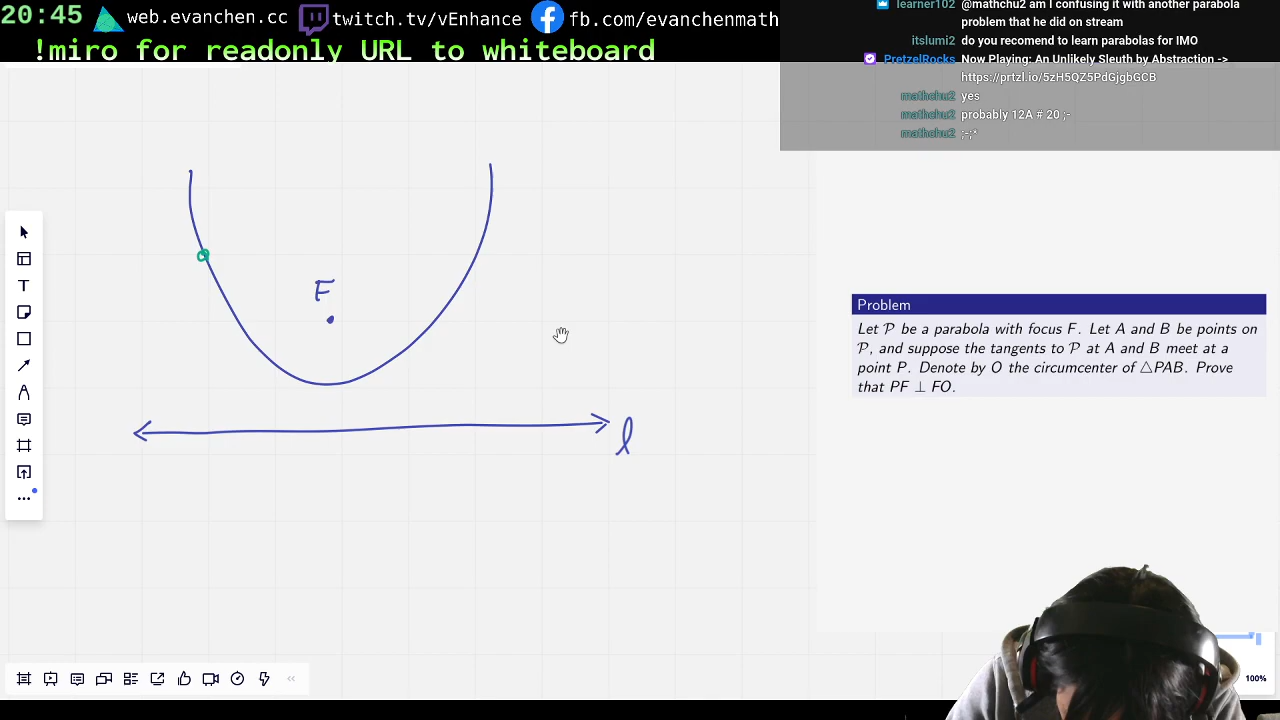 20:45 web.evanchen.cc twitch.tv/vEnhance fb.com/evanchenmath
!miro for readonly URL to whiteboard
learner102 @mathchu2 am I confusing it with another parabola
problem that he did on stream
itslumi2 do you recomend to learn parabolas for IMO
PretzelRocks Now Playing: An Unlikely Sleuth by Abstraction ->
https://prtzl.io/5zH5QZ5PdGjgbGCB
mathchu2 yes
mathchu2 probably 12A # 20 ;-
mathchu2 ;-;*
F
ℓ
T
Problem
Let P be a parabola with focus F. Let A and B be points on
P, and suppose the tangents to P at A and B meet at a
point P. Denote by O the circumcenter of △PAB. Prove
that PF ⊥ FO.
100%